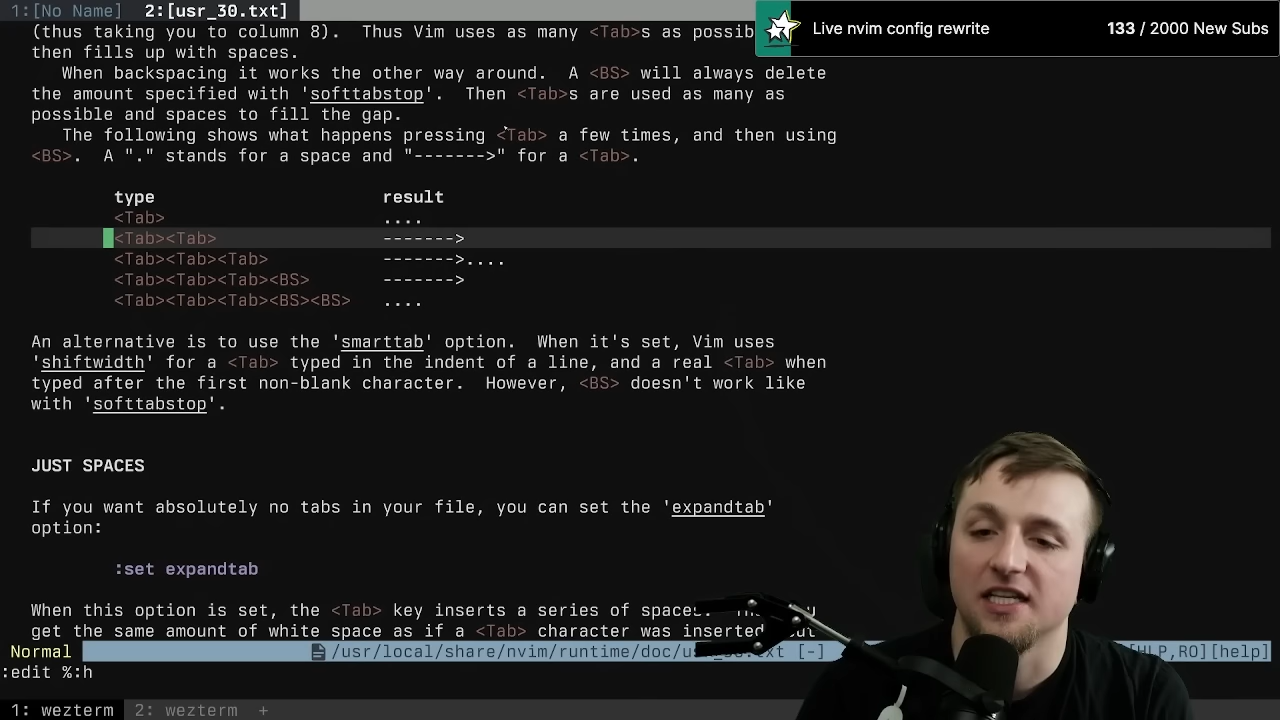 1:[No Name]  2:[usr_30.txt]
Live nvim config rewrite
133 / 2000 New Subs
(thus taking you to column 8).  Thus Vim uses as many <Tab>s as
then fills up with spaces.
   When backspacing it works the other way around.  A <BS> will always delete
the amount specified with 'softtabstop'.  Then <Tab>s are used as many as
possible and spaces to fill the gap.
   The following shows what happens pressing <Tab> a few times, and then using
<BS>.  A "." stands for a space and "------->" for a <Tab>.
type                      result
<Tab>                     ....
<Tab><Tab>                ------->
<Tab><Tab><Tab>           ------->....
<Tab><Tab><Tab><BS>       ------->
<Tab><Tab><Tab><BS><BS>   ....
An alternative is to use the 'smarttab' option.  When it's set, Vim uses
'shiftwidth' for a <Tab> typed in the indent of a line, and a real <Tab> when
typed after the first non-blank character.  However, <BS> doesn't work like
with 'softtabstop'.
JUST SPACES
If you want absolutely no tabs in your file, you can set the 'expandtab'
option:
:set expandtab
When this option is set, the <Tab> key inserts a series of spaces.
get the same amount of white space as if a <Tab> character was inserted
Normal /usr/local/share/nvim/runtime/doc/usr_30.txt [-] [HLP,RO][help]
:edit %:h
1: wezterm  2: wezterm  +